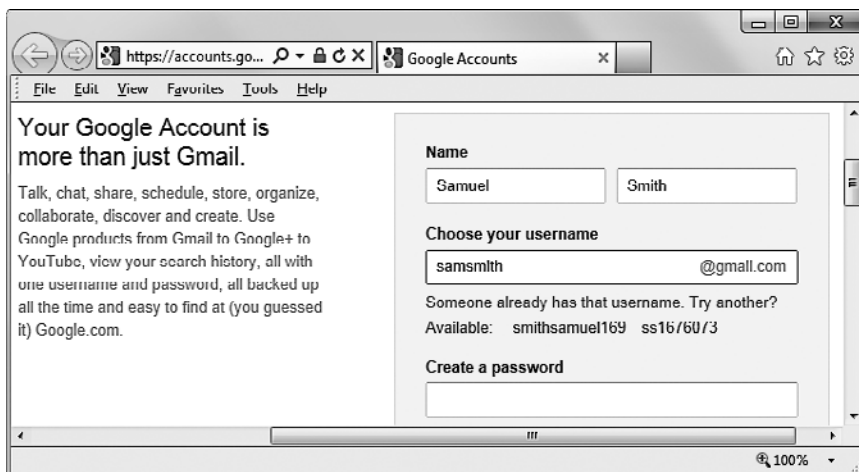 https://accounts.go...
Google Accounts
File Edit View Favorites Tools Help
Your Google Account is
more than just Gmail.
Talk, chat, share, schedule, store, organize,
collaborate, discover and create. Use
Google products from Gmail to Google+ to
YouTube, view your search history, all with
one username and password, all backed up
all the time and easy to find at (you guessed
it) Google.com.
Name
Samuel Smith
Choose your username
samsmith @gmail.com
Someone already has that username. Try another?
Available: smithsamuel169 ss1676073
Create a password
100%